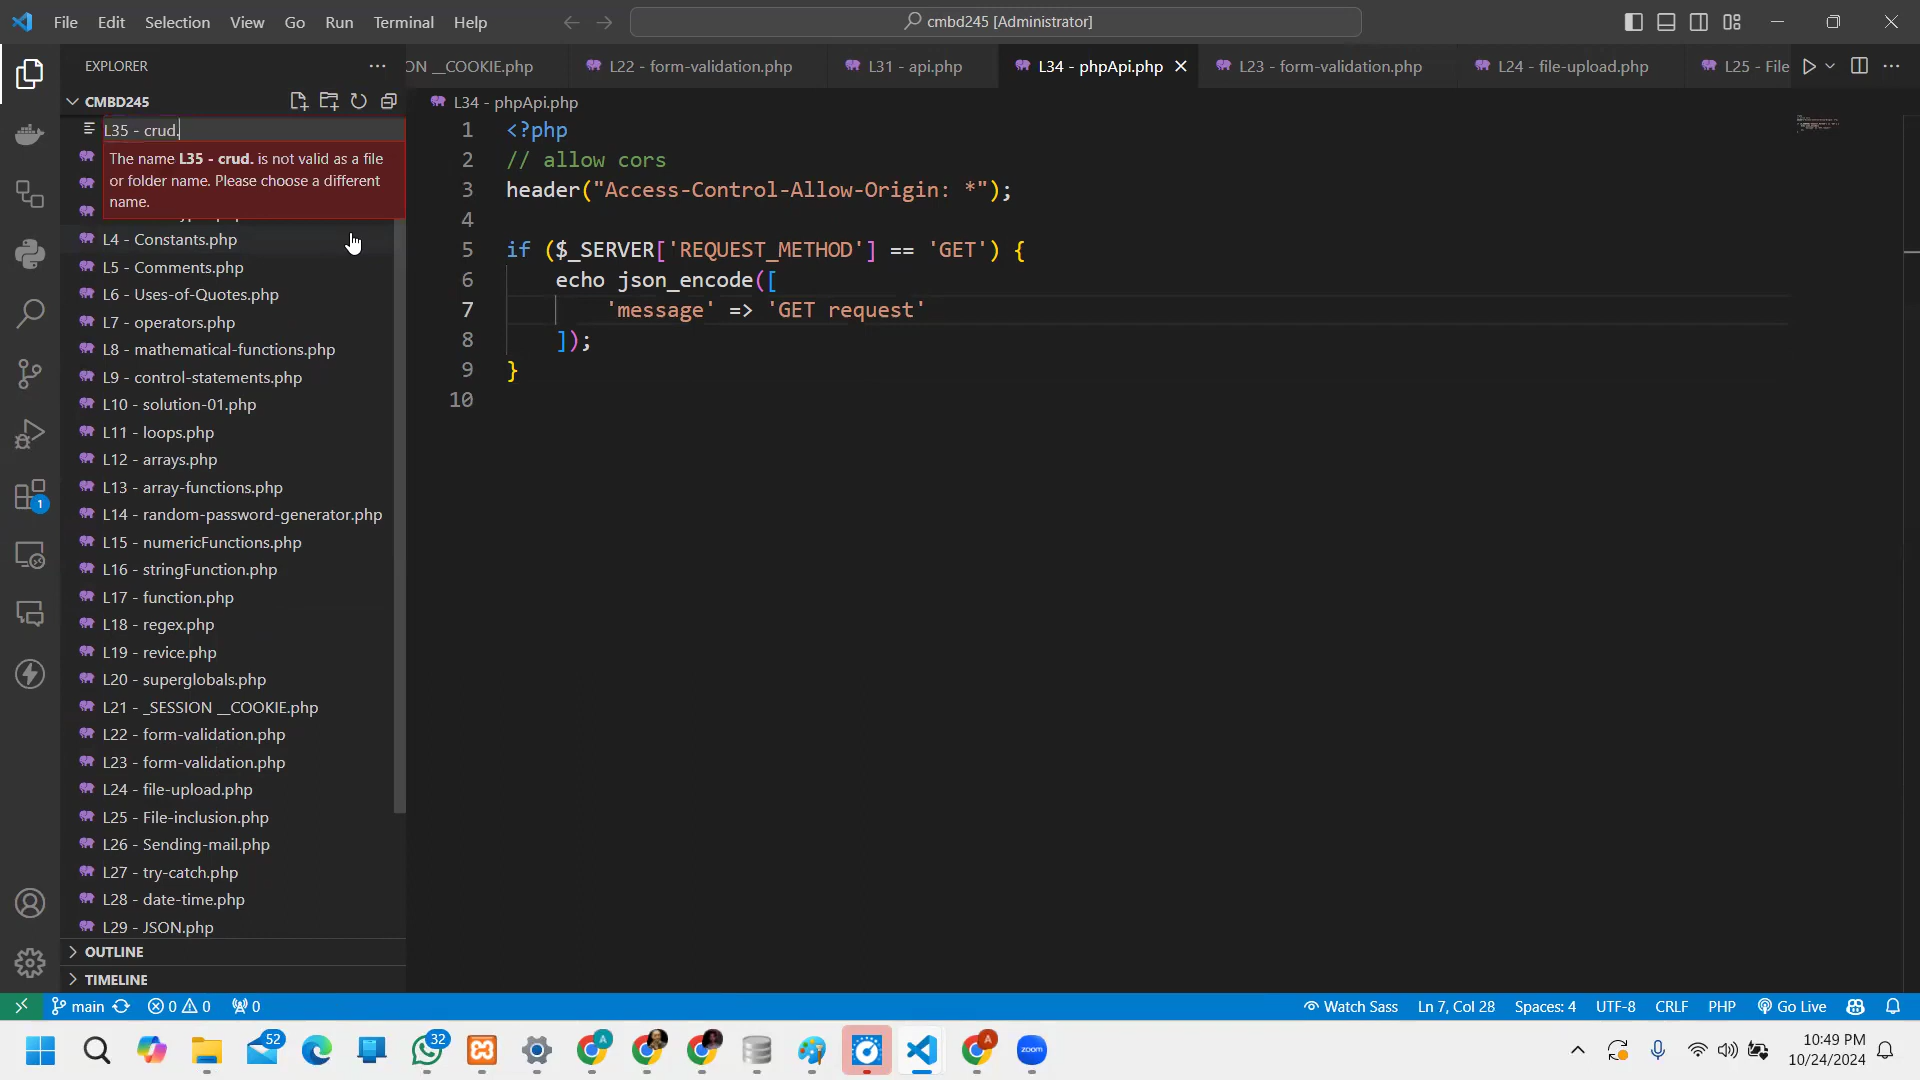 File Edit Selection View Go Run Terminal Help
cmbd245 [Administrator]
EXPLORER
ON __COOKIE.php
L22 - form-validation.php
L31 - api.php
L34 - phpApi.php
L23 - form-validation.php
L24 - file-upload.php
L25 - File
CMBD245
L34 - phpApi.php
L35 - crud.
The name L35 - crud. is not valid as a file
or folder name. Please choose a different
name.
L4 - Constants.php
L5 - Comments.php
L6 - Uses-of-Quotes.php
L7 - operators.php
L8 - mathematical-functions.php
L9 - control-statements.php
L10 - solution-01.php
L11 - loops.php
L12 - arrays.php
L13 - array-functions.php
L14 - random-password-generator.php
L15 - numericFunctions.php
L16 - stringFunction.php
L17 - function.php
L18 - regex.php
L19 - revice.php
L20 - superglobals.php
L21 - _SESSION __COOKIE.php
L22 - form-validation.php
L23 - form-validation.php
L24 - file-upload.php
L25 - File-inclusion.php
L26 - Sending-mail.php
L27 - try-catch.php
L28 - date-time.php
L29 - JSON.php
OUTLINE
TIMELINE
1 <?php
2 // allow cors
3 header("Access-Control-Allow-Origin: *");
4
5 if ($_SERVER['REQUEST_METHOD'] == 'GET') {
6 echo json_encode([
7 'message' => 'GET request'
8 ]);
9 }
10
1
main 0 0 0
Watch Sass Ln 7, Col 28 Spaces: 4 UTF-8 CRLF PHP Go Live
52
32
A
A
zoom
10:49 PM
10/24/2024